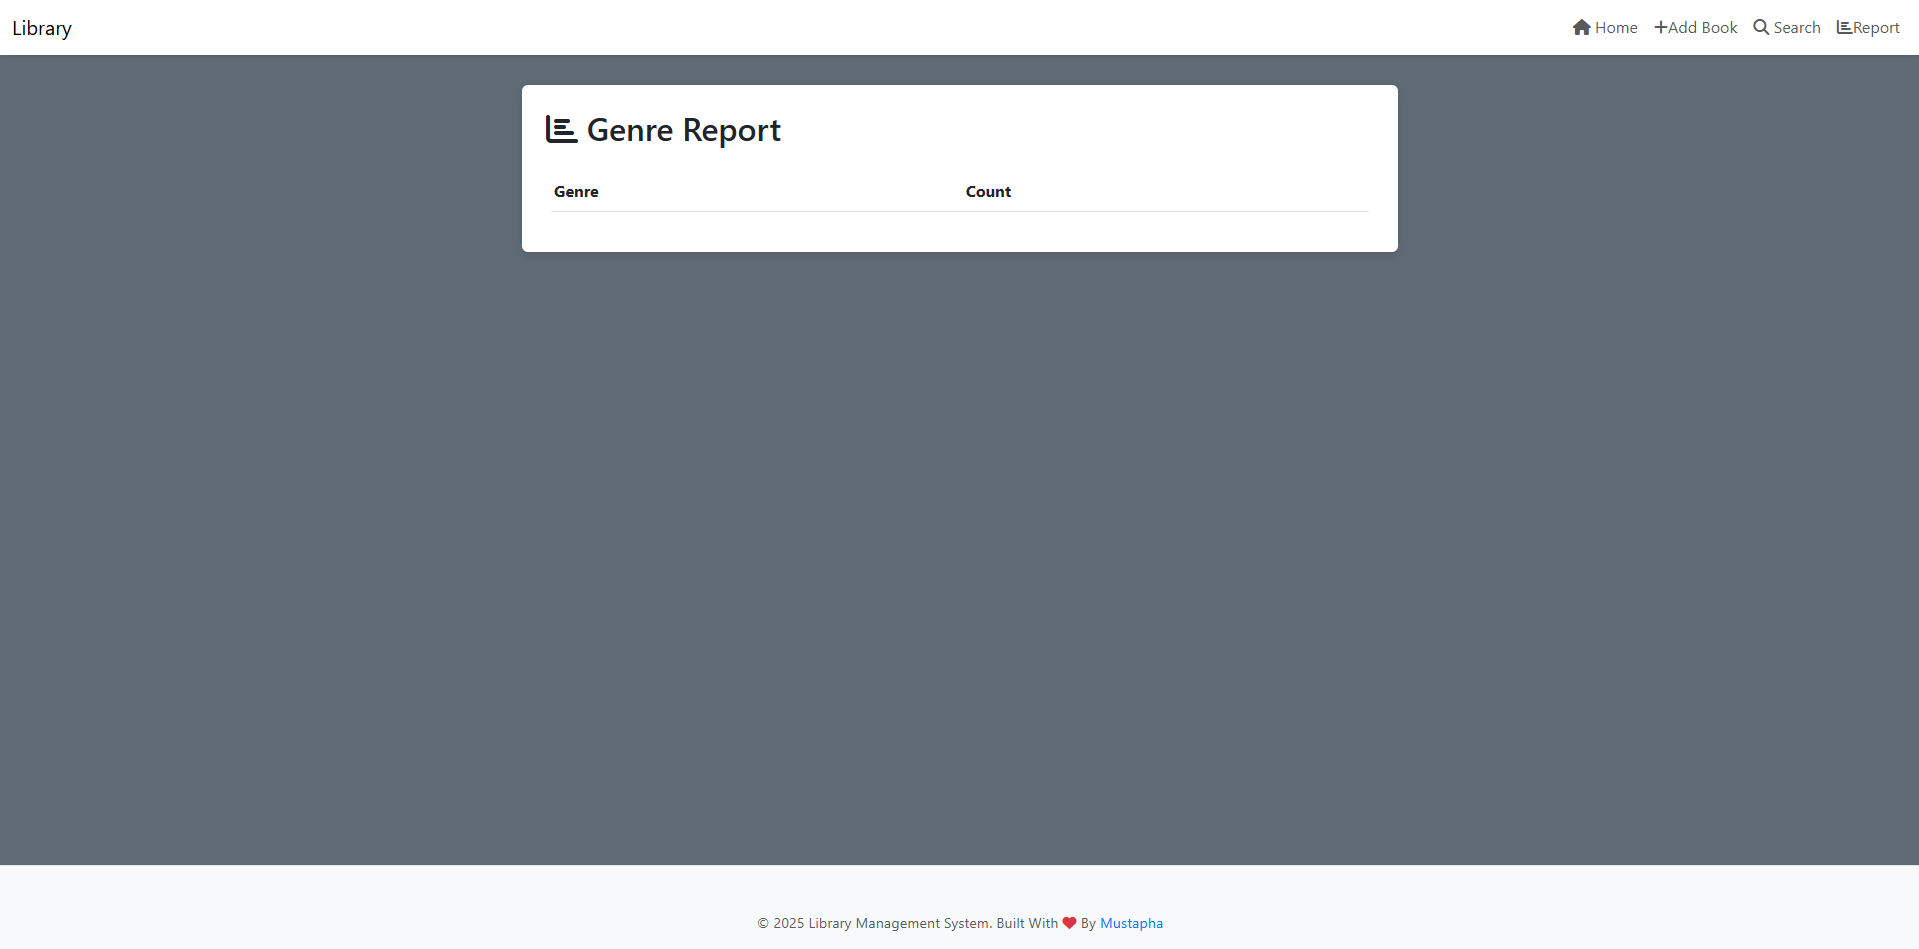 Library
Home
Add Book
Search
Report
Genre Report
Genre Count
© 2025 Library Management System. Built With ❤ By Mustapha